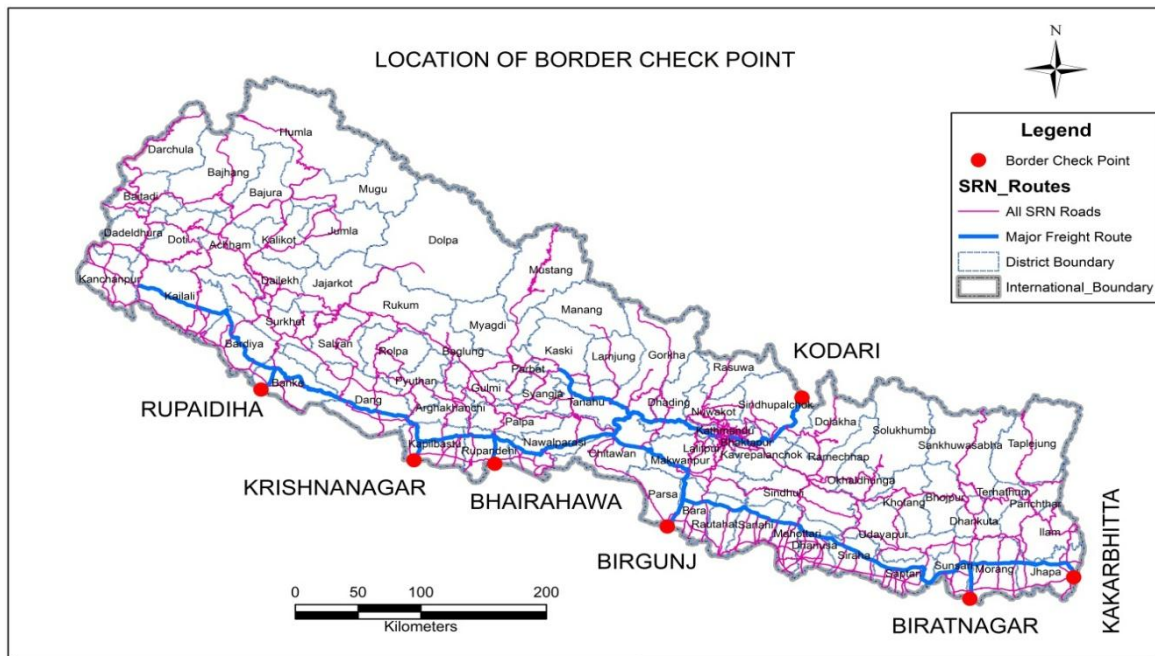 LOCATION OF BORDER CHECK POINT
N
Legend
Border Check Point
SRN_Routes
All SRN Roads
Major Freight Route
District Boundary
International_Boundary
Humla
Darchula
Bajhang
Bajura
Mugu
Baitadi
Dadeldhura
Doti
Achham
Kalikot
Jumla
Dolpa
Kanchanpur
Kailali
Dailekh
Jajarkot
Mustang
Rukum
Manang
Surkhet
Myagdi
Bardiya
Salyan
Rolpa
Baglung
Kaski
Lamjung
Gorkha
Parbat
Rasuwa
KODARI
Banke
Pyuthan
Gulmi
Syangja
Tanahu
Dhading
Nuwakot
Sindhupalchok
RUPAIDIHA
Dang
Arghakhanchi
Palpa
Kathmandu
Bhaktapur
Dolakha
Solukhumbu
Sankhuwasabha
Taplejung
Kapilbastu
Rupandehi
Nawalparasi
Chitawan
Makwanpur
Lalitpur
Kavrepalanchok
Ramechhap
KRISHNANAGAR
BHAIRAHAWA
Parsa
Bara
Sindhuli
Okhaldhunga
Khotang
Bhojpur
Terhathum
Panchthar
Rautahat
Sarlahi
Mahottari
Dhanusa
Siraha
Udayapur
Dhankuta
Ilam
BIRGUNJ
Saptari
Sunsari
Morang
Jhapa
KAKARBHITTA
BIRATNAGAR
0 50 100 200
Kilometers